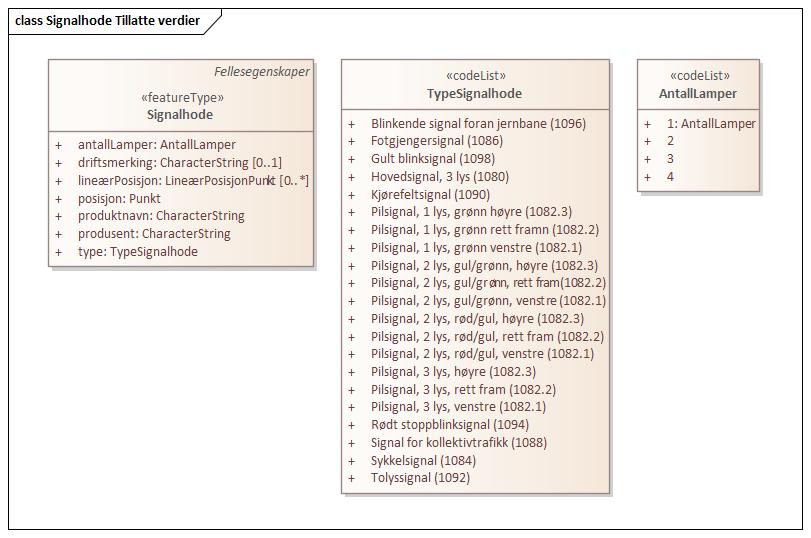 class Signalhode Tillatte verdier
Fellesegenskaper
«featureType»
Signalhode
+ antallLamper: AntallLamper
+ driftsmerking: CharacterString [0..1]
+ lineærPosisjon: LineærPosisjonPunkt [0..*]
+ posisjon: Punkt
+ produktnavn: CharacterString
+ produsent: CharacterString
+ type: TypeSignalhode
«codeList»
TypeSignalhode
+ Blinkende signal foran jernbane (1096)
+ Fotgjengersignal (1086)
+ Gult blinksignal (1098)
+ Hovedsignal, 3 lys (1080)
+ Kjørefeltsignal (1090)
+ Pilsignal, 1 lys, grønn høyre (1082.3)
+ Pilsignal, 1 lys, grønn rett framn (1082.2)
+ Pilsignal, 1 lys, grønn venstre (1082.1)
+ Pilsignal, 2 lys, gul/grønn, høyre (1082.3)
+ Pilsignal, 2 lys, gul/grønn, rett fram(1082.2)
+ Pilsignal, 2 lys, gul/grønn, venstre (1082.1)
+ Pilsignal, 2 lys, rød/gul, høyre (1082.3)
+ Pilsignal, 2 lys, rød/gul, rett fram (1082.2)
+ Pilsignal, 2 lys, rød/gul, venstre (1082.1)
+ Pilsignal, 3 lys, høyre (1082.3)
+ Pilsignal, 3 lys, rett fram (1082.2)
+ Pilsignal, 3 lys, venstre (1082.1)
+ Rødt stoppblinksignal (1094)
+ Signal for kollektivtrafikk (1088)
+ Sykkelsignal (1084)
+ Tolyssignal (1092)
«codeList»
AntallLamper
+ 1: AntallLamper
+ 2
+ 3
+ 4